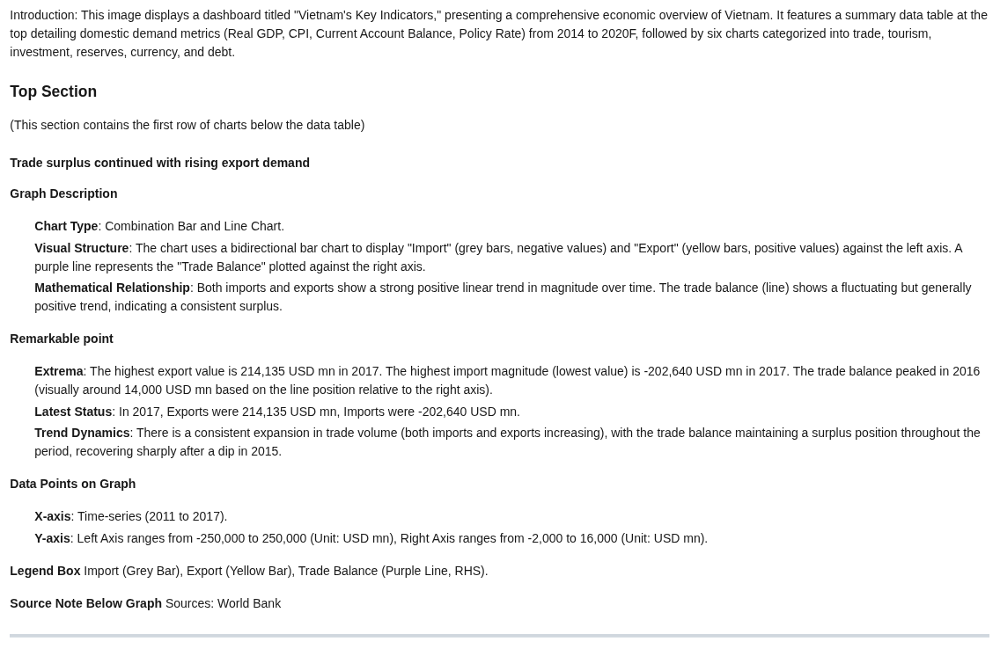 Introduction: This image displays a dashboard titled "Vietnam's Key Indicators," presenting a comprehensive economic overview of Vietnam. It features a summary data table at the
top detailing domestic demand metrics (Real GDP, CPI, Current Account Balance, Policy Rate) from 2014 to 2020F, followed by six charts categorized into trade, tourism,
investment, reserves, currency, and debt.
Top Section
(This section contains the first row of charts below the data table)
Trade surplus continued with rising export demand
Graph Description
Chart Type: Combination Bar and Line Chart.
Visual Structure: The chart uses a bidirectional bar chart to display "Import" (grey bars, negative values) and "Export" (yellow bars, positive values) against the left axis. A
purple line represents the "Trade Balance" plotted against the right axis.
Mathematical Relationship: Both imports and exports show a strong positive linear trend in magnitude over time. The trade balance (line) shows a fluctuating but generally
positive trend, indicating a consistent surplus.
Remarkable point
Extrema: The highest export value is 214,135 USD mn in 2017. The highest import magnitude (lowest value) is -202,640 USD mn in 2017. The trade balance peaked in 2016
(visually around 14,000 USD mn based on the line position relative to the right axis).
Latest Status: In 2017, Exports were 214,135 USD mn, Imports were -202,640 USD mn.
Trend Dynamics: There is a consistent expansion in trade volume (both imports and exports increasing), with the trade balance maintaining a surplus position throughout the
period, recovering sharply after a dip in 2015.
Data Points on Graph
X-axis: Time-series (2011 to 2017).
Y-axis: Left Axis ranges from -250,000 to 250,000 (Unit: USD mn), Right Axis ranges from -2,000 to 16,000 (Unit: USD mn).
Legend Box Import (Grey Bar), Export (Yellow Bar), Trade Balance (Purple Line, RHS).
Source Note Below Graph Sources: World Bank